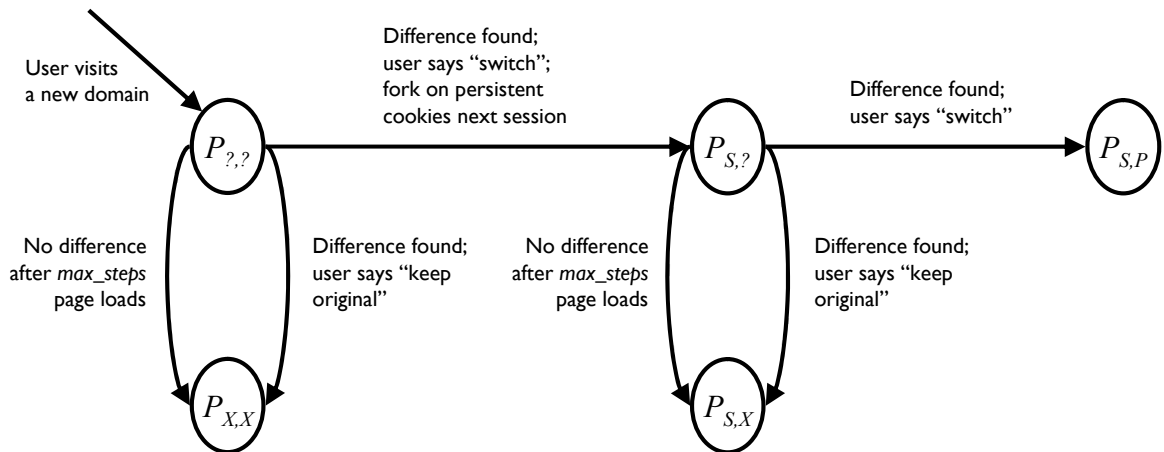 User visits
a new domain
Difference found;
user says “switch”;
fork on persistent
cookies next session
Difference found;
user says “switch”
P?,?
PS,?
PS,P
No difference
after max_steps
page loads
Difference found;
user says “keep
original”
No difference
after max_steps
page loads
Difference found;
user says “keep
original”
PX,X
PS,X